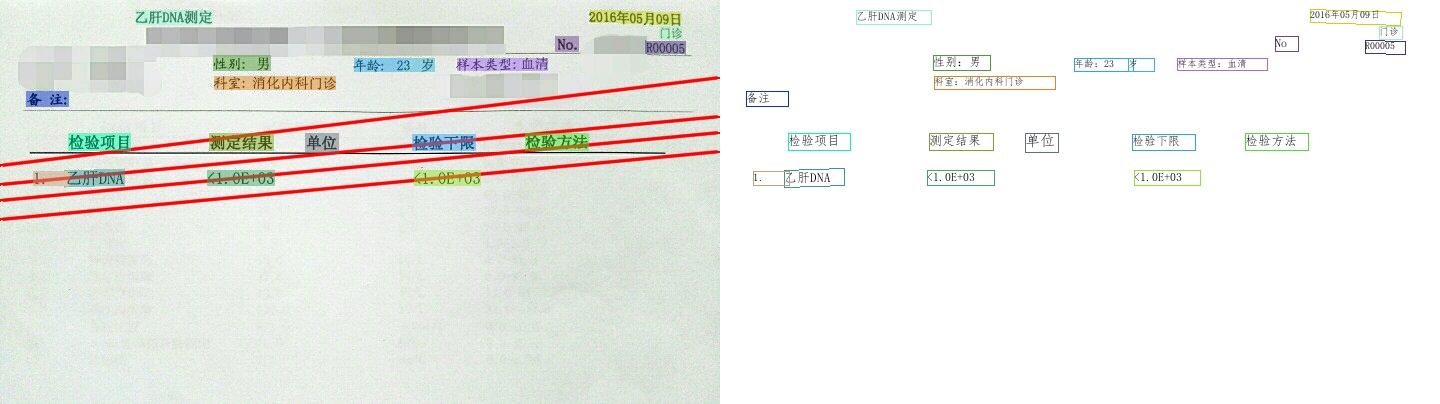 乙肝DNA测定 2016年05月09日
门诊
No. R00005
性别: 男 年龄: 23 岁 样本类型: 血清
科室: 消化内科门诊
备 注:
检验项目 测定结果 单位 检验下限 检验方法
1. 乙肝DNA <1.0E+03 <1.0E+03
乙肝DNA测定 2016年05月09日
门诊
No R00005
性别: 男 年龄: 23 岁 样本类型: 血清
科室: 消化内科门诊
备注
检验项目 测定结果 单位 检验下限 检验方法
1. 乙肝DNA <1.0E+03 <1.0E+03